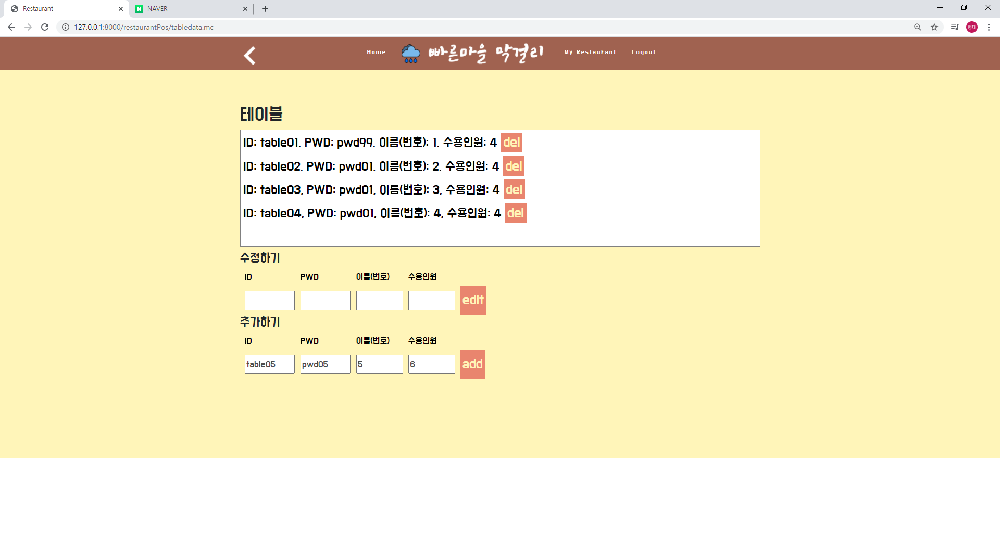 Restaurant
NAVER
127.0.0.1:8000/restaurantPos/tabledata.mc
형태
Home
빠른마을 막걸리
My Restaurant
Logout
테이블
ID: table01, PWD: pwd99, 이름(번호): 1, 수용인원: 4 del
ID: table02, PWD: pwd01, 이름(번호): 2, 수용인원: 4 del
ID: table03, PWD: pwd01, 이름(번호): 3, 수용인원: 4 del
ID: table04, PWD: pwd01, 이름(번호): 4, 수용인원: 4 del
수정하기
ID PWD 이름(번호) 수용인원
edit
추가하기
ID PWD 이름(번호) 수용인원
table05 pwd05 5 6 add